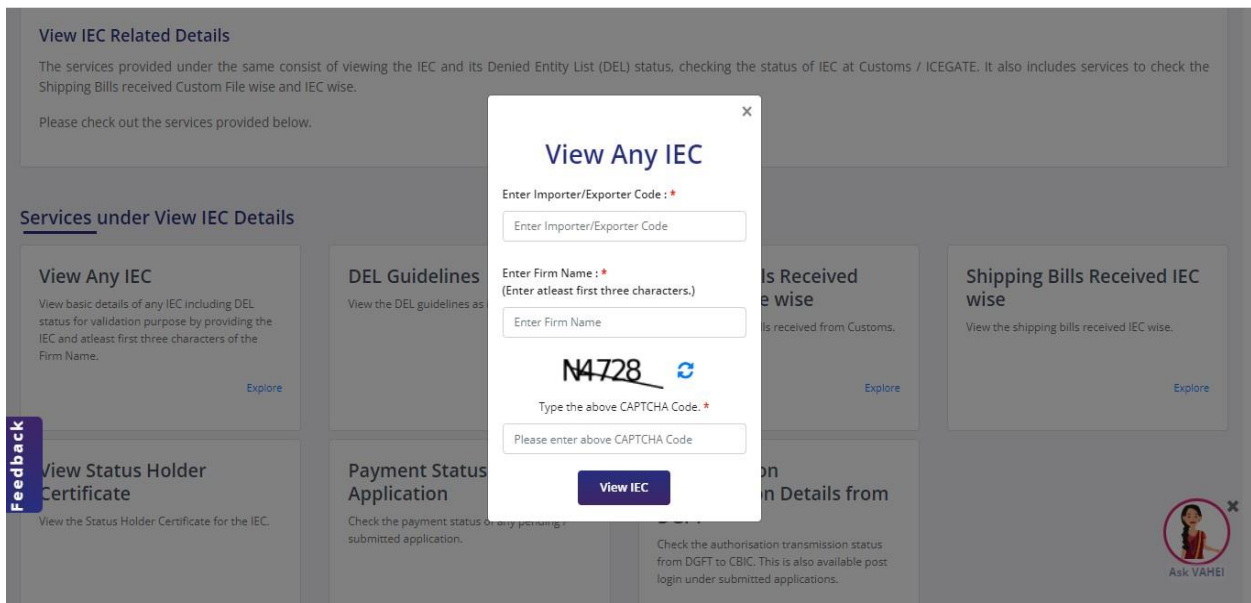 View IEC Related Details
The services provided under the same consist of viewing the IEC and its Denied Entity List (DEL) status, checking the status of IEC at Customs / ICEGATE. It also includes services to check the
Shipping Bills received Custom File wise and IEC wise.
Please check out the services provided below.
×
View Any IEC
Enter Importer/Exporter Code : *
Enter Importer/Exporter Code
Enter Firm Name : *
(Enter atleast first three characters.)
Enter Firm Name
N4728
Type the above CAPTCHA Code. *
Please enter above CAPTCHA Code
View IEC
Services under View IEC Details
View Any IEC
View basic details of any IEC including DEL
status for validation purpose by providing the
IEC and atleast first three characters of the
Firm Name.
Explore
DEL Guidelines
View the DEL guidelines as
ls Received
e wise
lls received from Customs.
Explore
Shipping Bills Received IEC
wise
View the shipping bills received IEC wise.
Explore
View Status Holder
Certificate
View the Status Holder Certificate for the IEC.
Payment Status
Application
Check the payment status of any pending /
submitted application.
on
n Details from
Check the authorisation transmission status
from DGFT to CBIC. This is also available post
login under submitted applications.
Feedback
×
Ask VAHEI